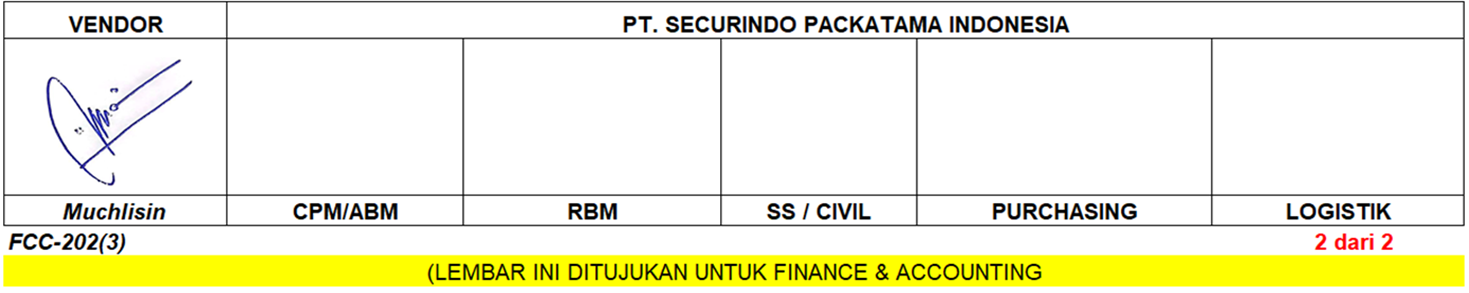 VENDOR PT. SECURINDO PACKATAMA INDONESIA
Muchlisin CPM/ABM RBM SS / CIVIL PURCHASING LOGISTIK
FCC-202(3) 2 dari 2
(LEMBAR INI DITUJUKAN UNTUK FINANCE & ACCOUNTING